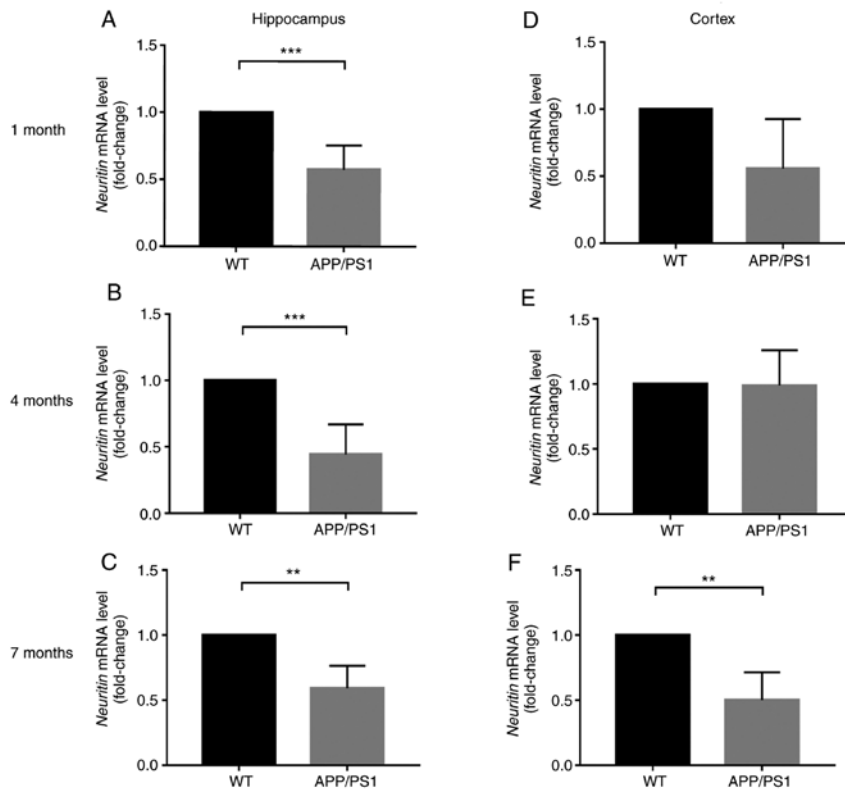 A Hippocampus
1.5
***
1.0
0.5
0.0
Neuritin mRNA level
(fold-change)
WT APP/PS1
1 month
D Cortex
1.5
1.0
0.5
0.0
Neuritin mRNA level
(fold-change)
WT APP/PS1
B
1.5
***
1.0
0.5
0.0
Neuritin mRNA level
(fold-change)
WT APP/PS1
4 months
E
1.5
1.0
0.5
0.0
Neuritin mRNA level
(fold-change)
WT APP/PS1
C
1.5
**
1.0
0.5
0.0
Neuritin mRNA level
(fold-change)
WT APP/PS1
7 months
F
1.5
**
1.0
0.5
0.0
Neuritin mRNA level
(fold-change)
WT APP/PS1